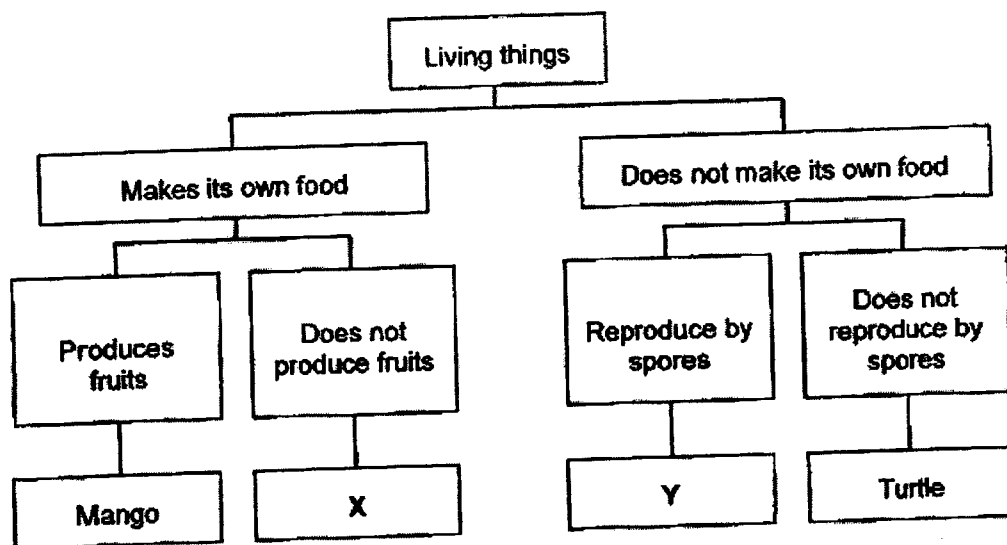 Living things
Makes its own food
Does not make its own food
Produces
fruits
Does not
produce fruits
Reproduce by
spores
Does not
reproduce by
spores
Mango
X
Y
Turtle